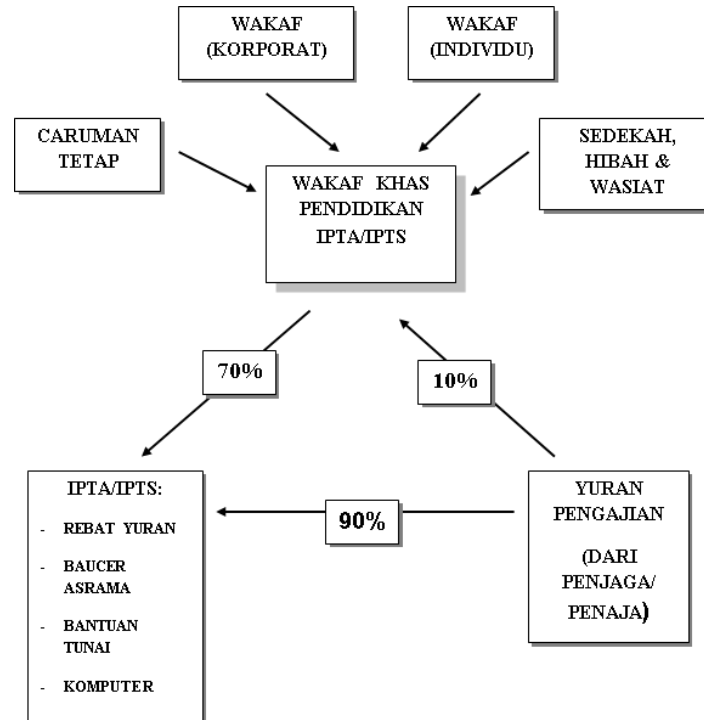 WAKAF
(KORPORAT)
WAKAF
(INDIVIDU)
CARUMAN
TETAP
WAKAF KHAS
PENDIDIKAN
IPTA/IPTS
SEDEKAH,
HIBAH &
WASIAT
70%
10%
IPTA/IPTS:
- REBAT YURAN
- BAUCER
ASRAMA
- BANTUAN
TUNAI
- KOMPUTER
90%
YURAN
PENGAJIAN
(DARI
PENJAGA/
PENAJA)